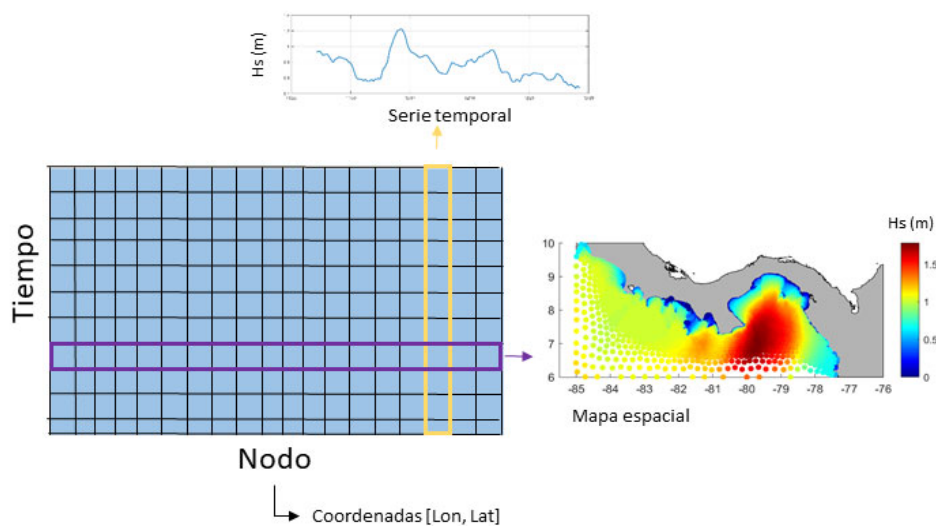 Hs (m)
Serie temporal
Tiempo
Nodo
Coordenadas [Lon, Lat]
Hs (m)
10
9
8
7
6
-85 -84 -83 -82 -81 -80 -79 -78 -77 -76
1.5
1
0.5
0
Mapa espacial